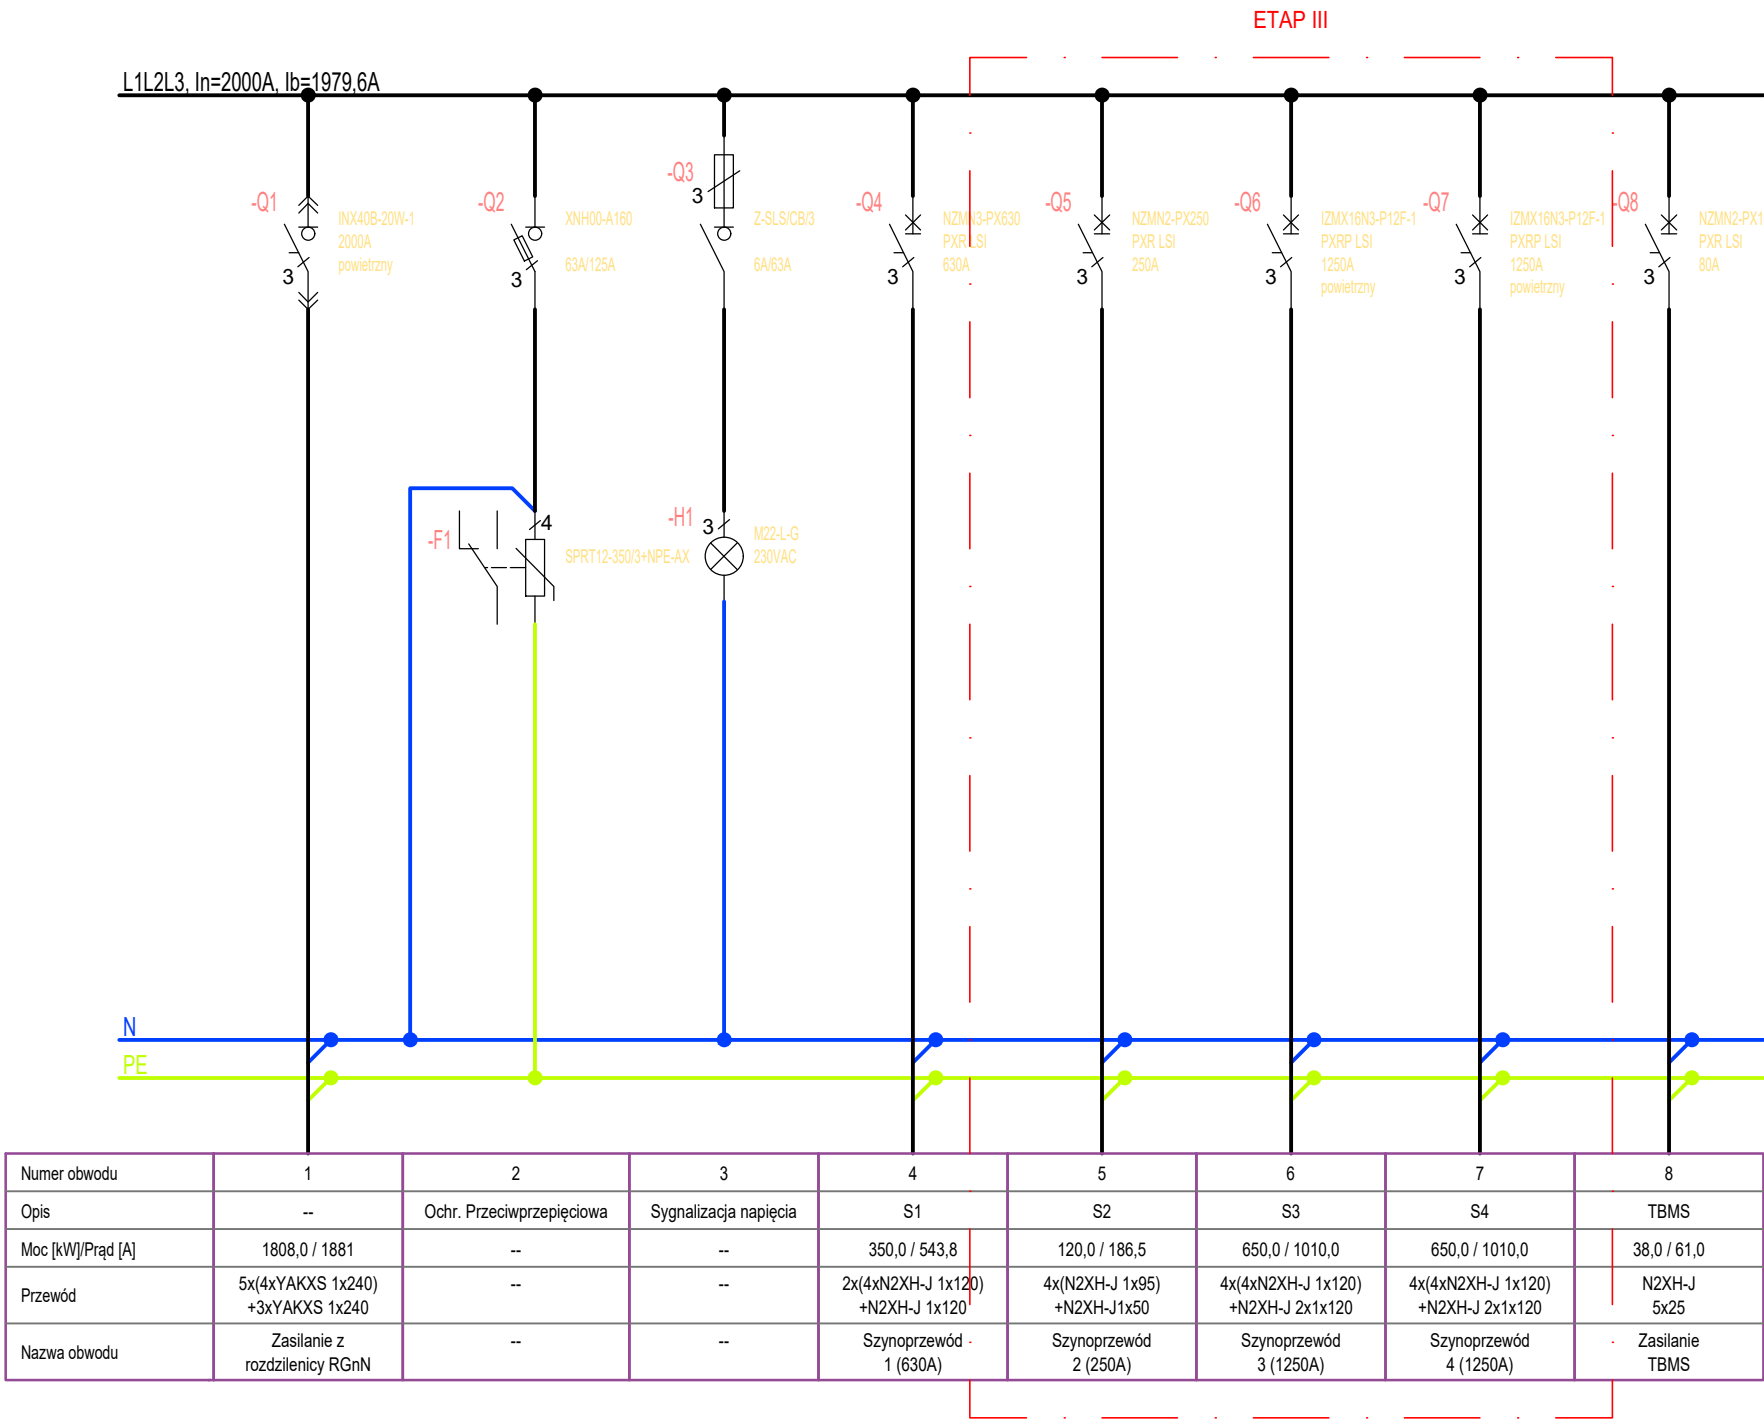 ETAP III
L1L2L3, In=2000A, Ib=1979,6A
-Q1
INX40B-20W-1
2000A
powietrzny
3
-Q2
XNH00-A160
63A/125A
3
-Q3
3
Z-SLS/CB/3
6A/63A
-Q4
NZMN3-PX630
PXR LSI
630A
3
-Q5
NZMN2-PX250
PXR LSI
250A
3
-Q6
IZMX16N3-P12F-1
PXRP LSI
1250A
powietrzny
3
-Q7
IZMX16N3-P12F-1
PXRP LSI
1250A
powietrzny
3
-Q8
NZMN2-PX1
PXR LSI
80A
3
-F1
4
SPRT12-350/3+NPE-AX
-H1
3
M22-L-G
230VAC
N
PE
Numer obwodu 1 2 3 4 5 6 7 8
Opis -- Ochr. Przeciwprzepięciowa Sygnalizacja napięcia S1 S2 S3 S4 TBMS
Moc [kW]/Prąd [A] 1808,0 / 1881 -- -- 350,0 / 543,8 120,0 / 186,5 650,0 / 1010,0 650,0 / 1010,0 38,0 / 61,0
Przewód 5x(4xYAKXS 1x240) -- -- 2x(4xN2XH-J 1x120) 4x(N2XH-J 1x95) 4x(4xN2XH-J 1x120) 4x(4xN2XH-J 1x120) N2XH-J
+3xYAKXS 1x240 +N2XH-J 1x120 +N2XH-J1x50 +N2XH-J 2x1x120 +N2XH-J 2x1x120 5x25
Nazwa obwodu Zasilanie z -- -- Szynoprzewód Szynoprzewód Szynoprzewód Szynoprzewód Zasilanie
rozdzilenicy RGnN 1 (630A) 2 (250A) 3 (1250A) 4 (1250A) TBMS